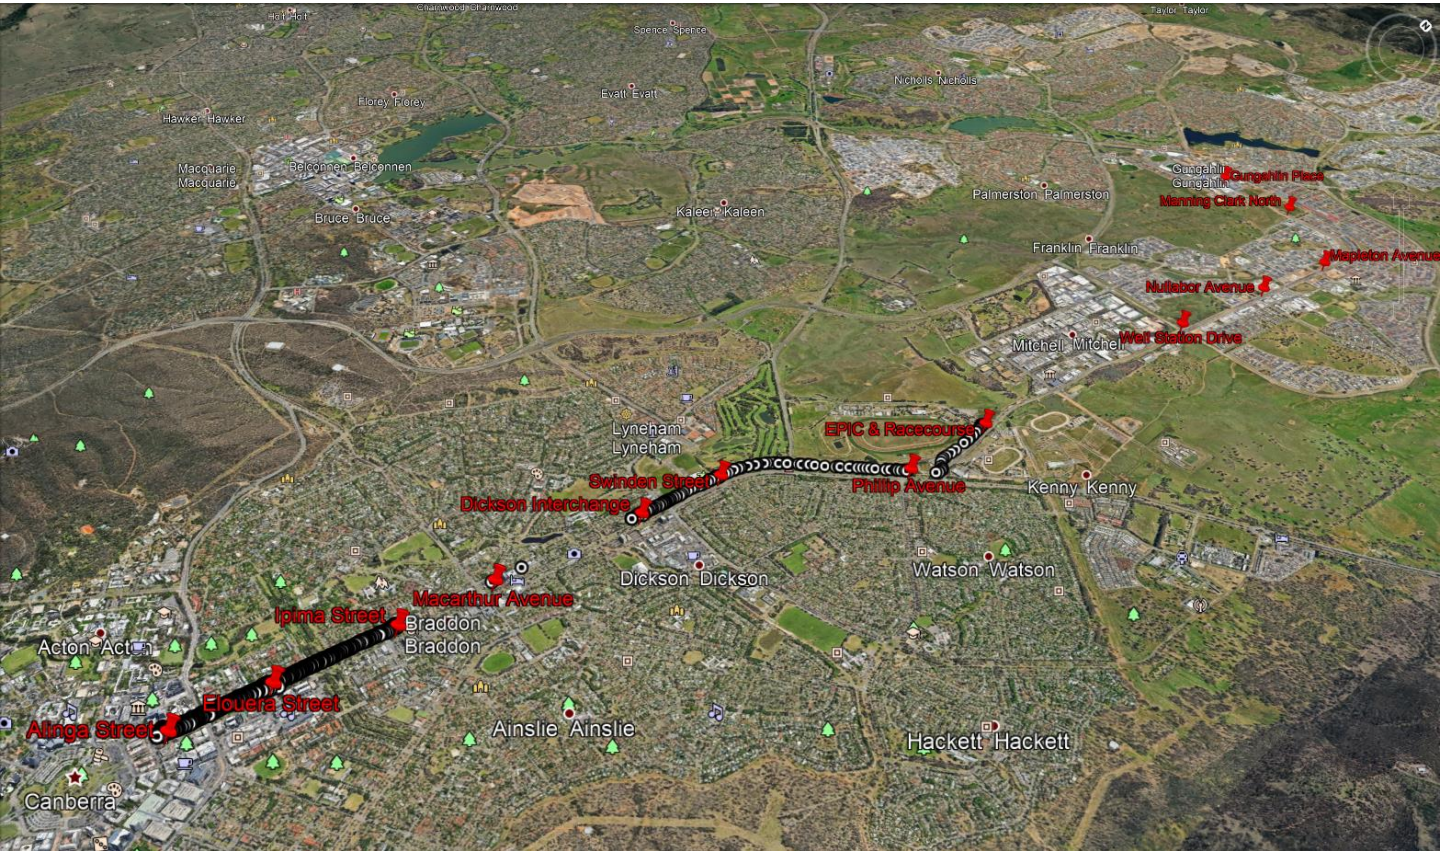 Holt Holt
Charnwood Charnwood
Taylor Taylor
Spence Spence
Nicholls Nicholls
Evatt Evatt
Florey Florey
Hawker Hawker
Belconnen Belconnen
Macquarie
Macquarie
Gungahlin
Gungahlin
Gungahlin Place
Palmerston Palmerston
Manning Clark North
Bruce Bruce
Kaleen Kaleen
Franklin Franklin
Mapleton Avenue
Nullabor Avenue
Mitchell Mitchell
Well Station Drive
Lyneham
Lyneham
EPIC & Racecourse
Swinden Street
Phillip Avenue
Kenny Kenny
Dickson Interchange
Dickson Dickson
Watson Watson
Macarthur Avenue
Ipima Street
Braddon
Braddon
Acton Acton
Elouera Street
Alinga Street
Ainslie Ainslie
Hackett Hackett
Canberra